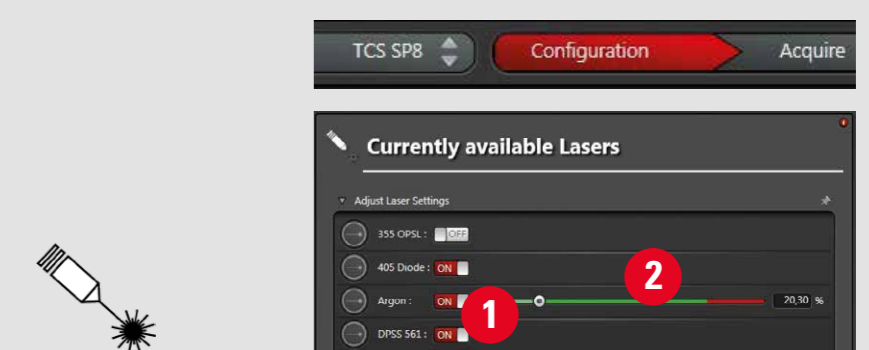 TCS SP8 Configuration Acquire
Currently available Lasers
Adjust Laser Settings
355 OPSL : OFF
405 Diode : ON
2
Argon : ON 20,30 %
1
DPSS 561 : ON